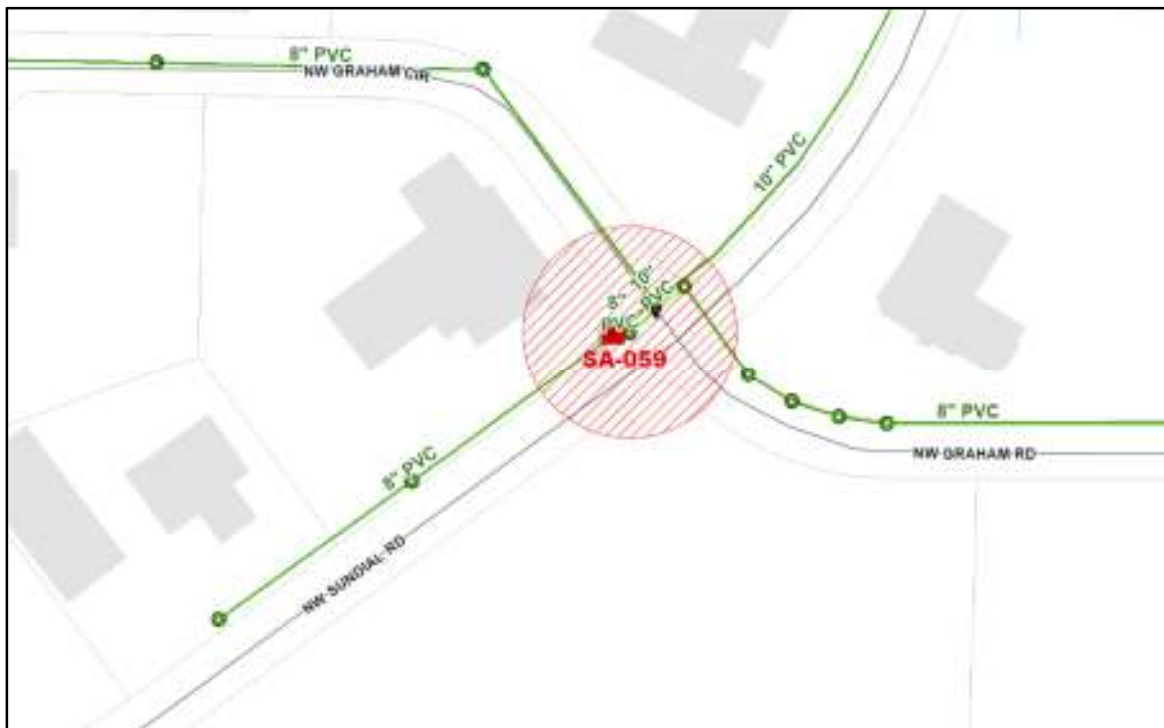 8" PVC
NW GRAHAM CIR
10" PVC
8" 10"
PVC PVC
SA-059
8" PVC
8" PVC
NW GRAHAM RD
NW SUNDIAL RD